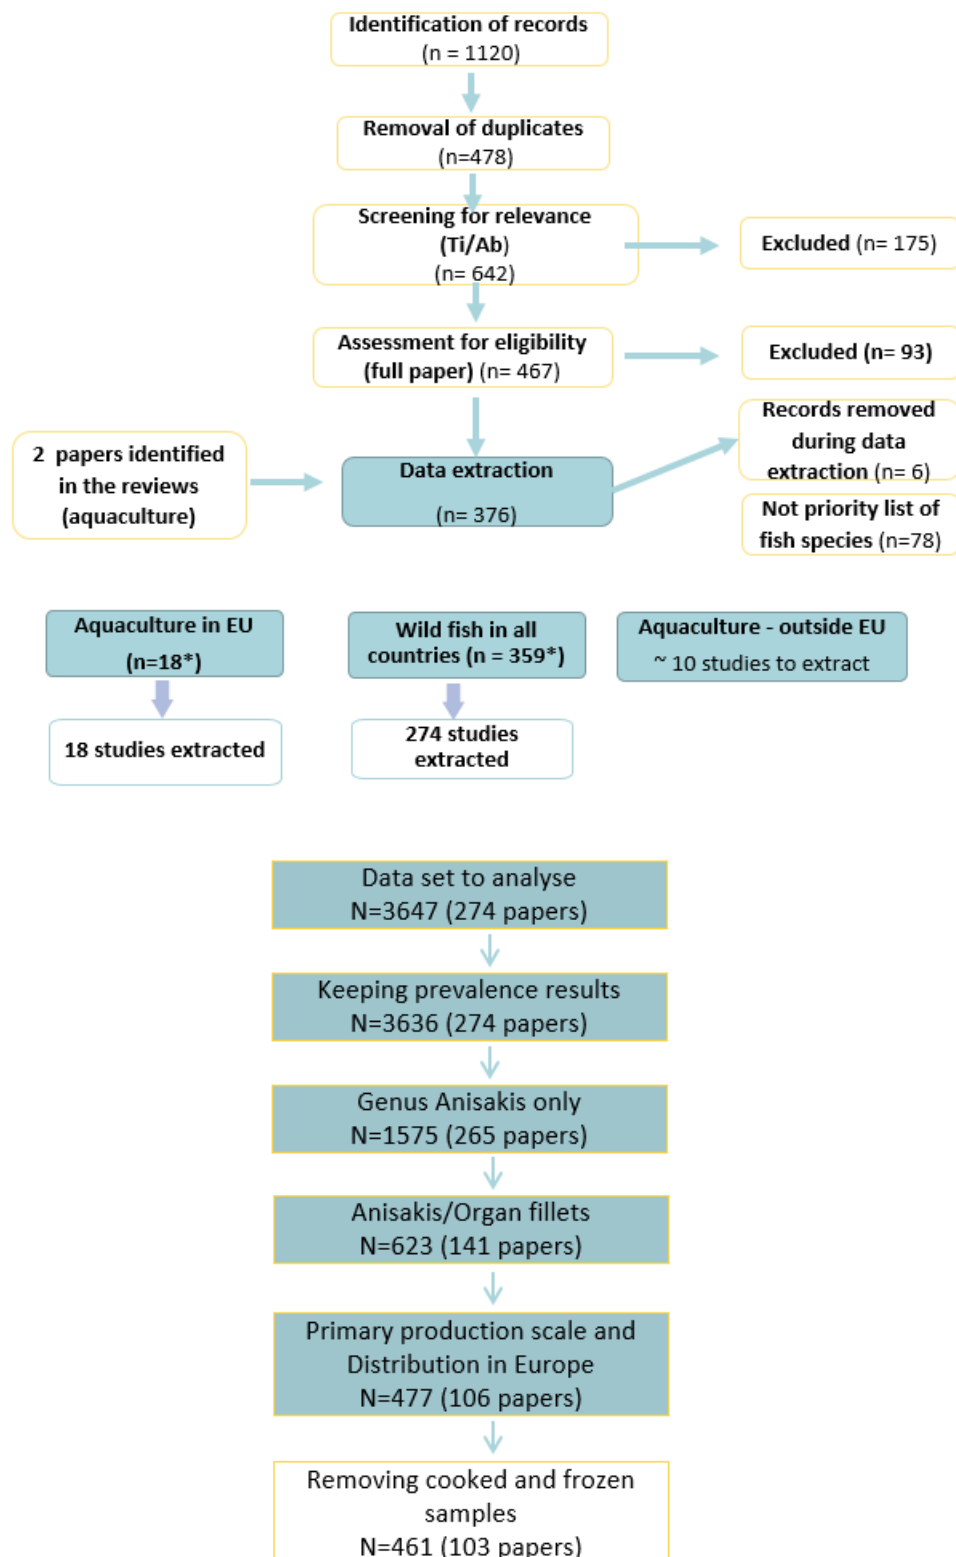 Identification of records
(n = 1120)
Removal of duplicates
(n=478)
Screening for relevance
(Ti/Ab)
(n= 642)
Excluded (n= 175)
Assessment for eligibility
(full paper) (n= 467)
Excluded (n= 93)
Records removed
during data
extraction (n= 6)
2 papers identified
in the reviews
(aquaculture)
Data extraction
(n= 376)
Not priority list of
fish species (n=78)
Aquaculture in EU
(n=18*)
Wild fish in all
countries (n = 359*)
Aquaculture - outside EU
~ 10 studies to extract
18 studies extracted
274 studies
extracted
Data set to analyse
N=3647 (274 papers)
Keeping prevalence results
N=3636 (274 papers)
Genus Anisakis only
N=1575 (265 papers)
Anisakis/Organ fillets
N=623 (141 papers)
Primary production scale and
Distribution in Europe
N=477 (106 papers)
Removing cooked and frozen
samples
N=461 (103 papers)